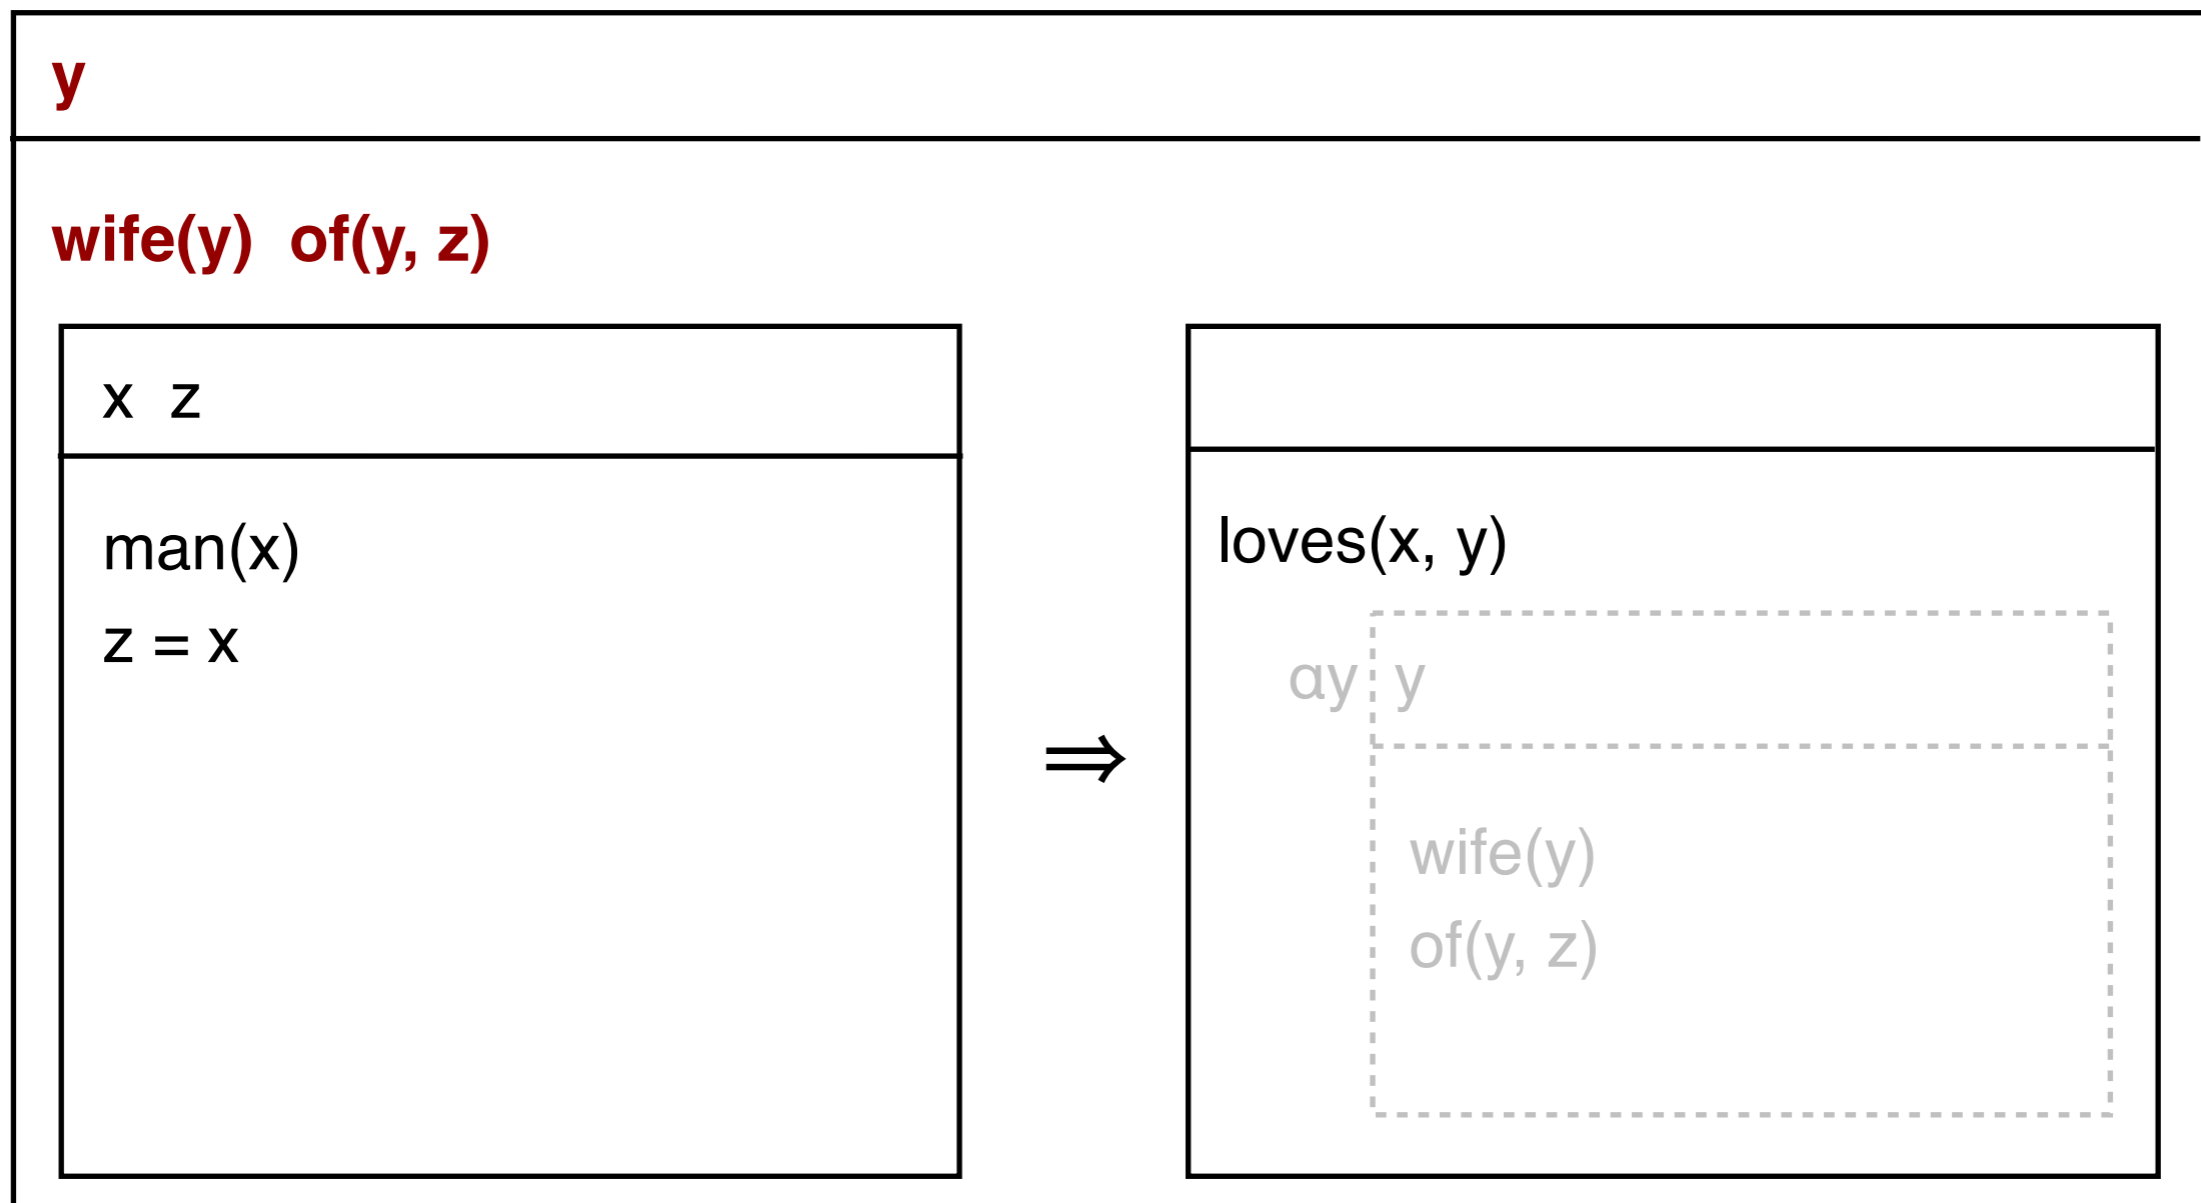 y
wife(y) of(y, z)
x z
man(x)
z = x
⇒
loves(x, y)
αy y
wife(y)
of(y, z)